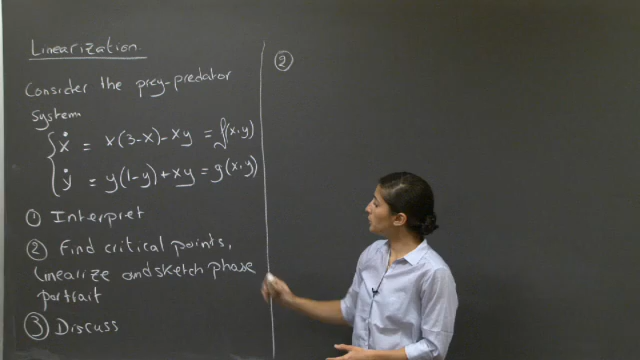 Linearization.
Consider the prey-predator
System
ẋ = x(3-x)-xy = f(x,y)
ẏ = y(1-y)+xy = g(x,y)
① Interpret
② Find critical points,
linearize and sketch phase
portrait
③ Discuss
②